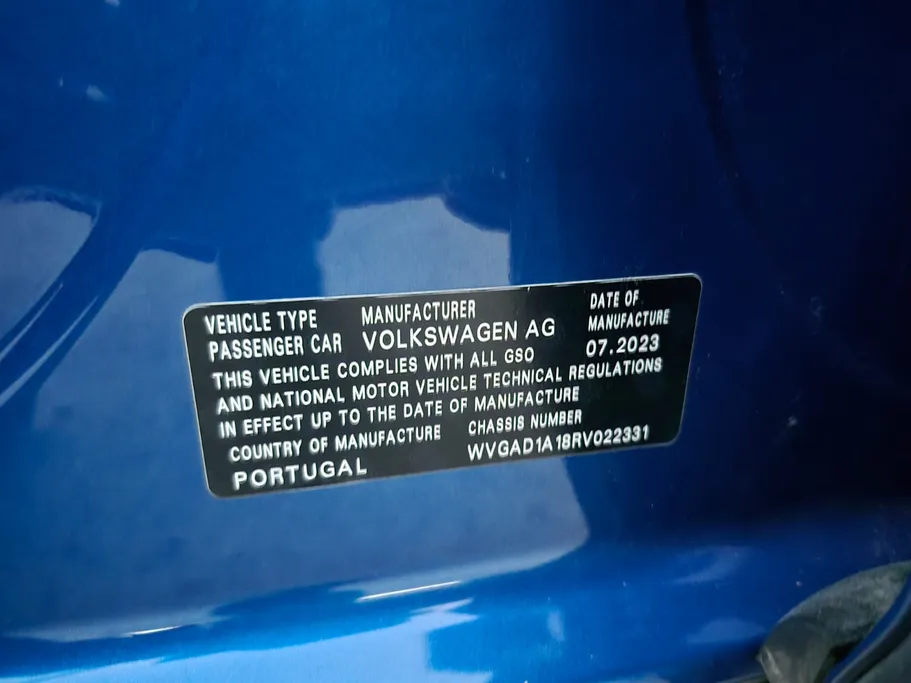 VEHICLE TYPE MANUFACTURER DATE OF MANUFACTURE
PASSENGER CAR VOLKSWAGEN AG 07.2023
THIS VEHICLE COMPLIES WITH ALL GSO
AND NATIONAL MOTOR VEHICLE TECHNICAL REGULATIONS
IN EFFECT UP TO THE DATE OF MANUFACTURE
COUNTRY OF MANUFACTURE CHASSIS NUMBER
PORTUGAL WVGAD1A18RV022331